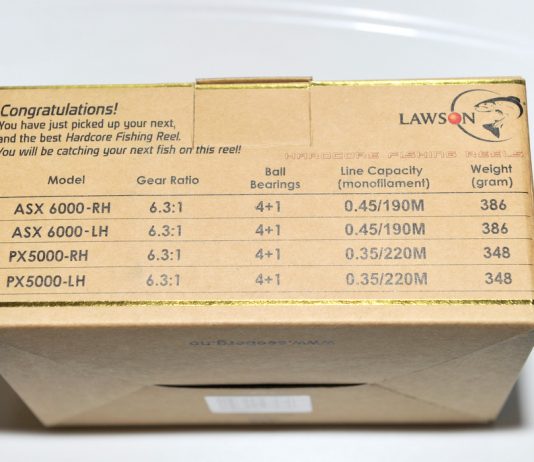 Congratulations!
You have just picked up your next,
and the best Hardcore Fishing Reel.
You will be catching your next fish on this reel!
LAWSON
HARDCORE FISHING REELS
Model Gear Ratio Ball Bearings Line Capacity (monofilament) Weight (gram)
ASX 6000-RH 6.3:1 4+1 0.45/190M 386
ASX 6000-LH 6.3:1 4+1 0.45/190M 386
PX5000-RH 6.3:1 4+1 0.35/220M 348
PX5000-LH 6.3:1 4+1 0.35/220M 348
www.seeberg.no